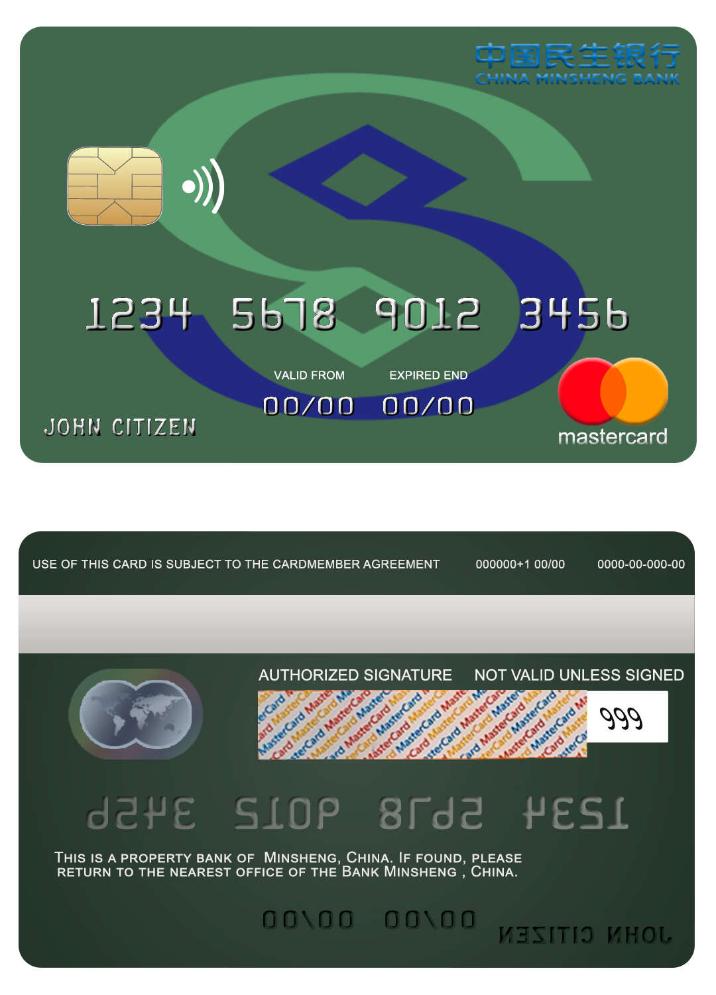 中国民生银行
CHINA MINSHENG BANK
1234 5678 9012 3456
VALID FROM EXPIRED END
00/00 00/00
JOHN CITIZEN
mastercard
USE OF THIS CARD IS SUBJECT TO THE CARDMEMBER AGREEMENT 000000+1 00/00 0000-00-000-00
AUTHORIZED SIGNATURE NOT VALID UNLESS SIGNED
MasterCard MasterCard MasterCard MasterCard MasterCard
999
1234 5678 9012 3456
THIS IS A PROPERTY BANK OF MINSHENG, CHINA. IF FOUND, PLEASE
RETURN TO THE NEAREST OFFICE OF THE BANK MINSHENG , CHINA.
00/00 00/00
JOHN CITIZEN